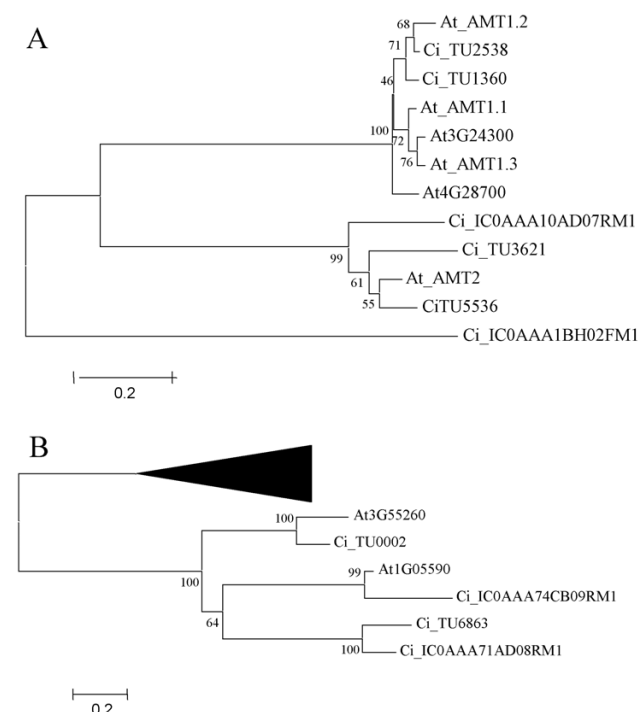 A
68
At_AMT1.2
71
Ci_TU2538
46
Ci_TU1360
At_AMT1.1
100
72
At3G24300
76
At_AMT1.3
At4G28700
Ci_IC0AAA10AD07RM1
99
Ci_TU3621
61
At_AMT2
55
CiTU5536
Ci_IC0AAA1BH02FM1
0.2
B
100
At3G55260
Ci_TU0002
100
99
At1G05590
Ci_IC0AAA74CB09RM1
64
Ci_TU6863
100
Ci_IC0AAA71AD08RM1
0.2